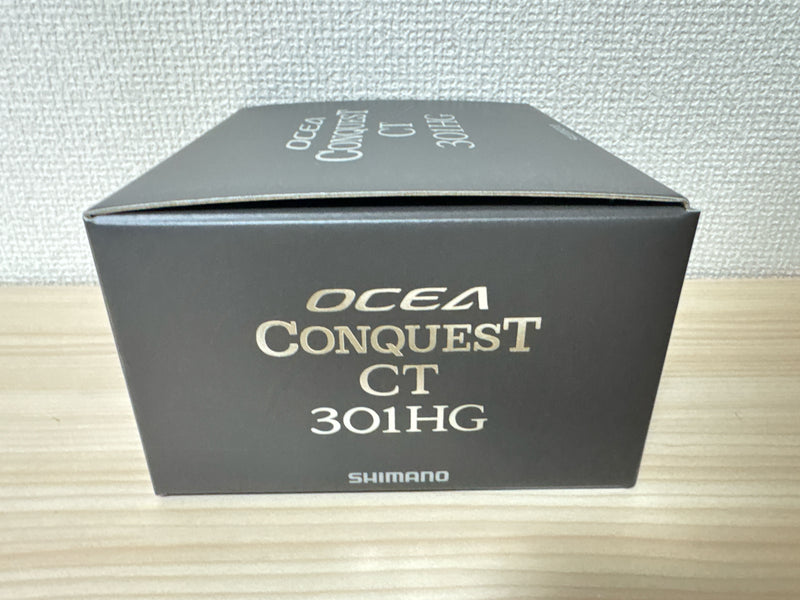 OCEA
CONQUEST
CT
301HG
OCEA
CONQUEST
CT
301HG
SHIMANO